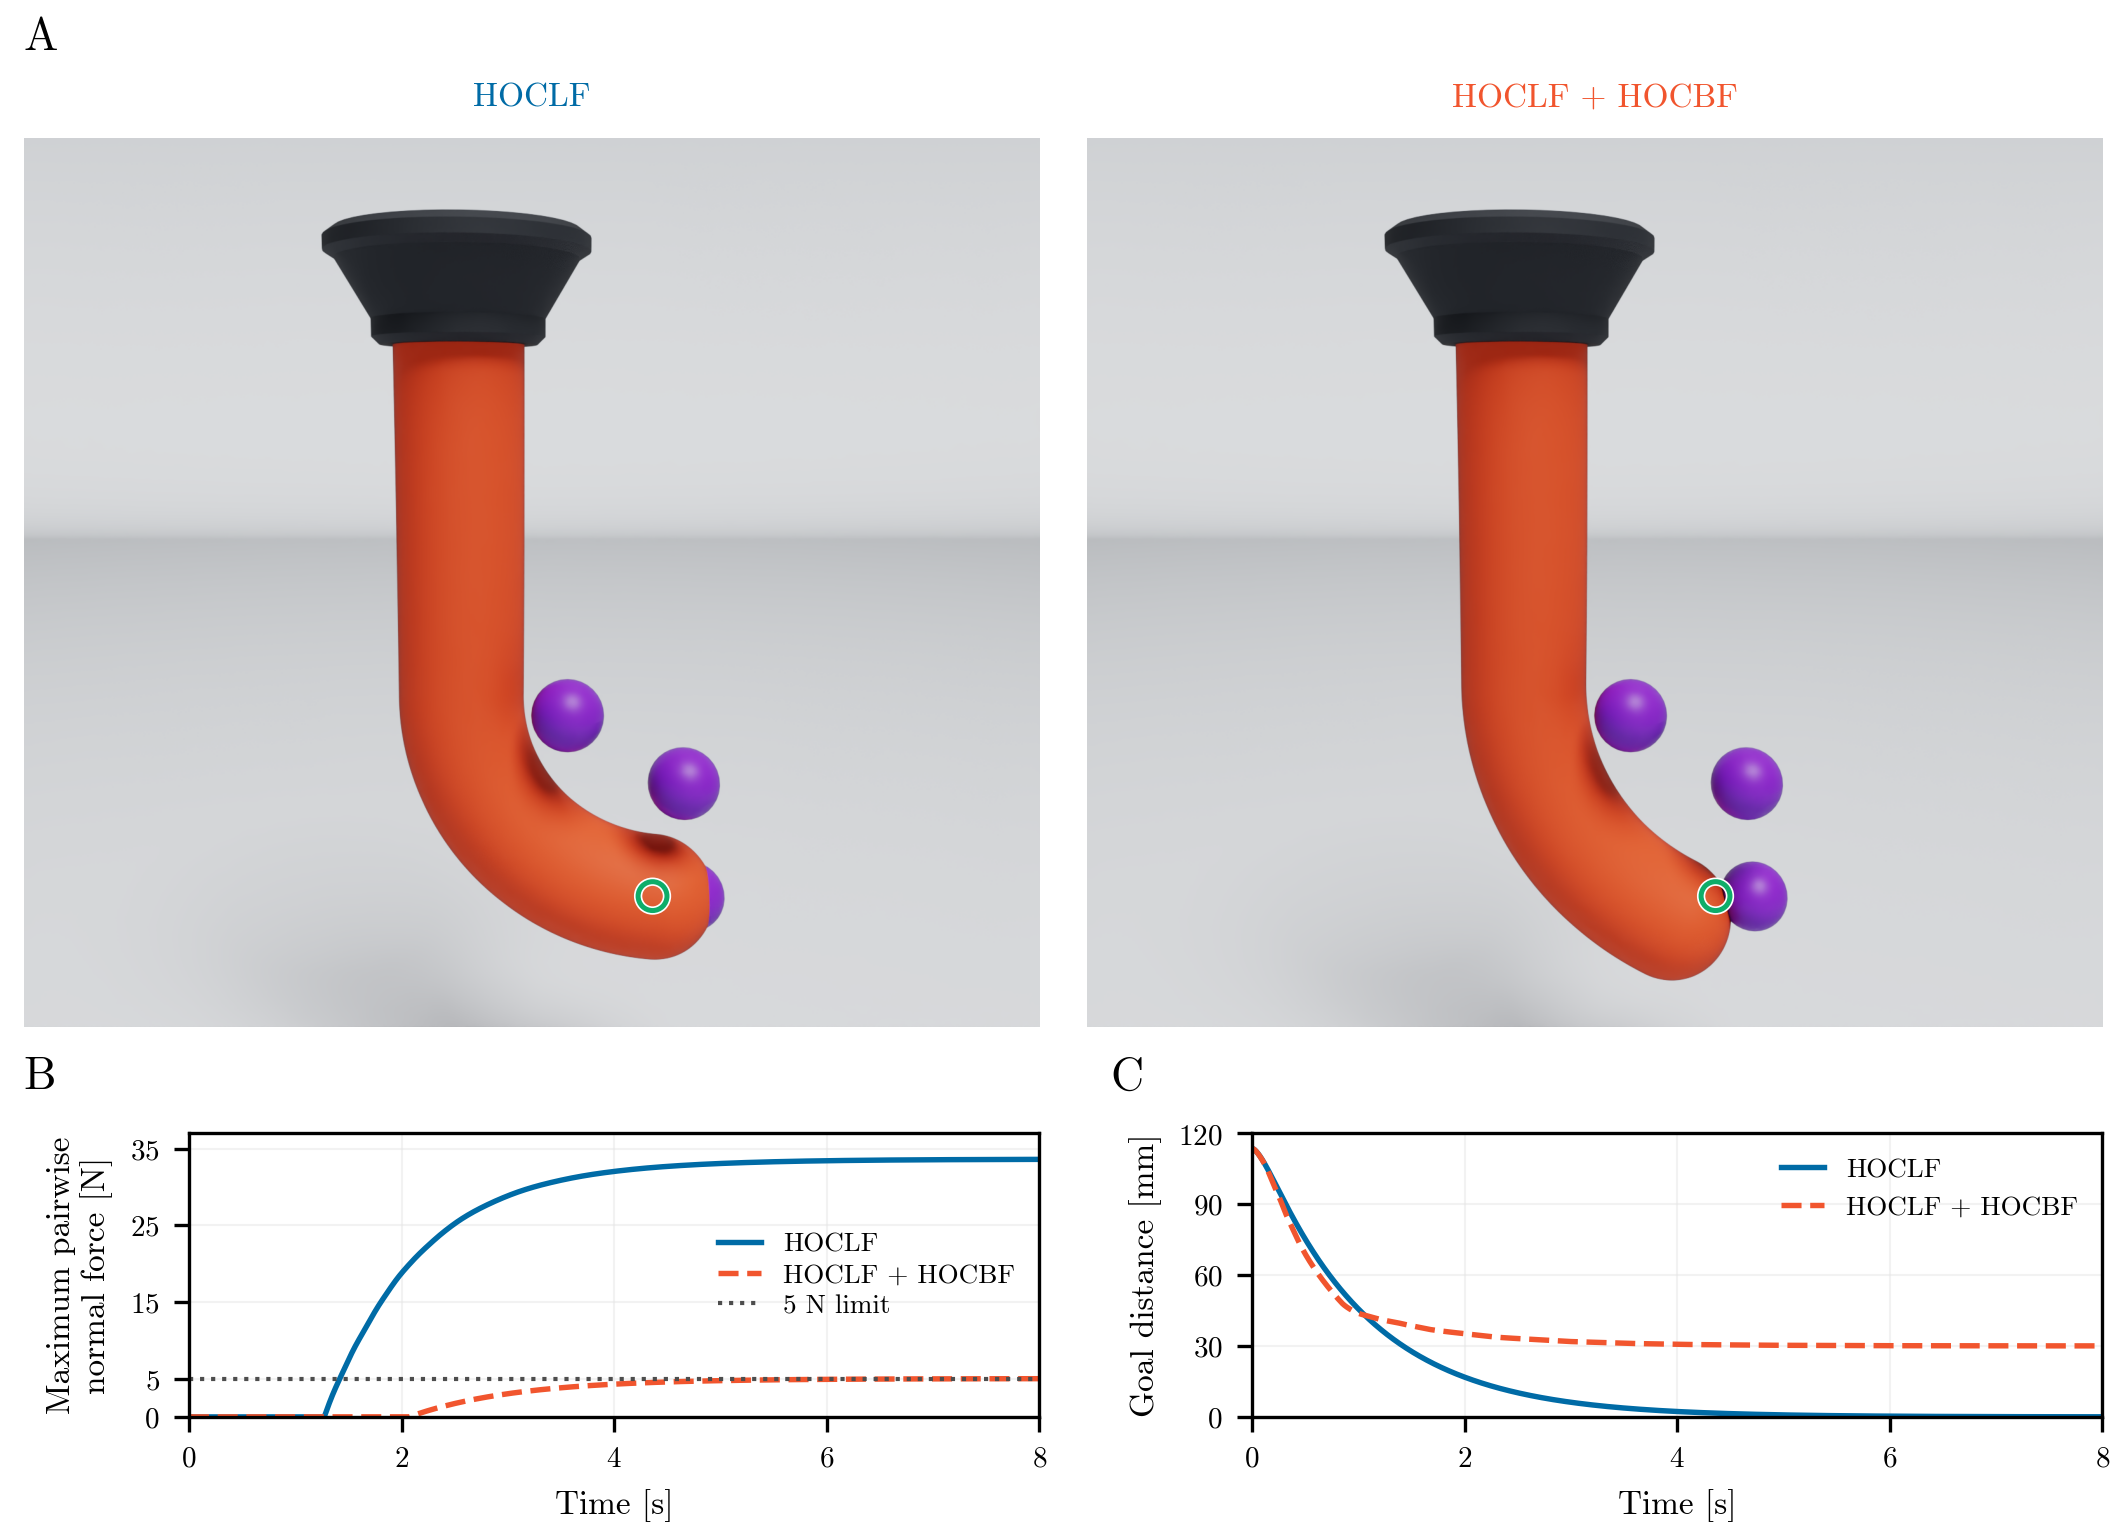 A
HOCLF
HOCLF + HOCBF
B
Maximum pairwise
normal force [N]
35
25
15
5
0
0 2 4 6 8
Time [s]
HOCLF
HOCLF + HOCBF
5 N limit
C
Goal distance [mm]
120
90
60
30
0
0 2 4 6 8
Time [s]
HOCLF
HOCLF + HOCBF